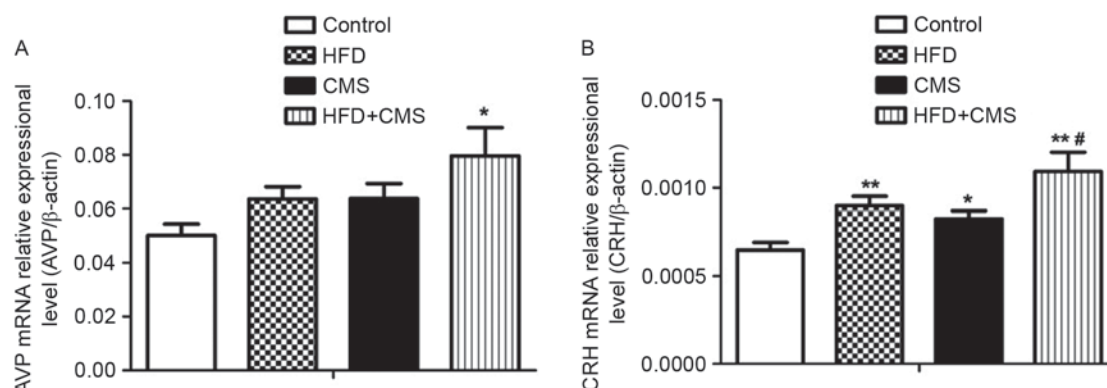 A
Control
HFD
CMS
HFD+CMS
AVP mRNA relative expressional
level (AVP/β-actin)
0.10
0.08
0.06
0.04
0.02
0.00
*
B
Control
HFD
CMS
HFD+CMS
CRH mRNA relative expressional
level (CRH/β-actin)
0.0015
0.0010
0.0005
0.0000
**
*
** #